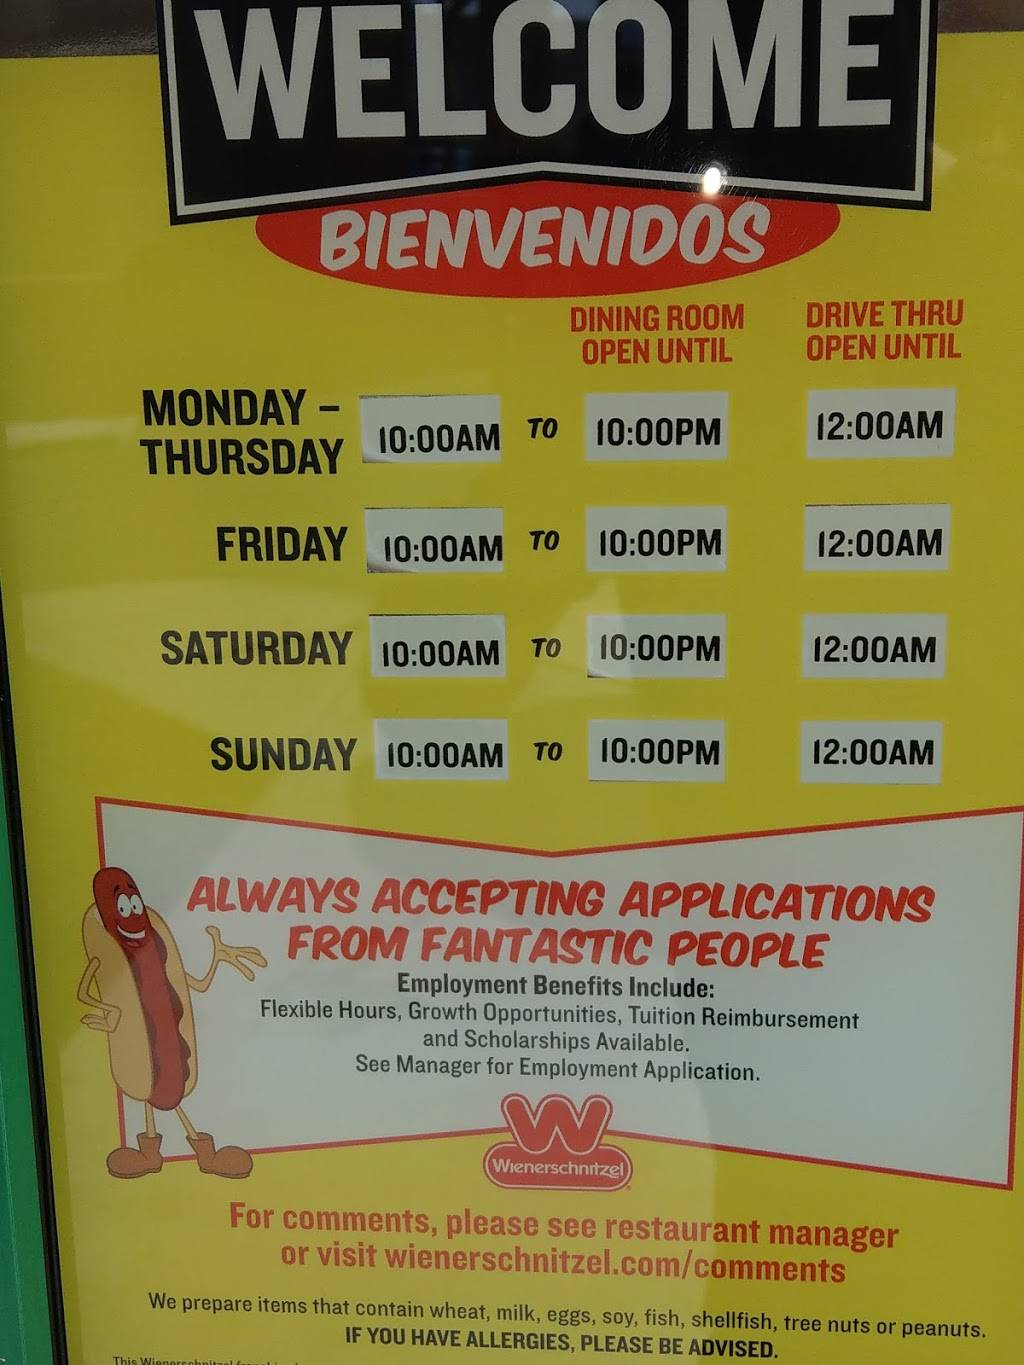 WELCOME
BIENVENIDOS
DINING ROOM OPEN UNTIL
DRIVE THRU OPEN UNTIL
MONDAY – THURSDAY 10:00AM TO 10:00PM 12:00AM
FRIDAY 10:00AM TO 10:00PM 12:00AM
SATURDAY 10:00AM TO 10:00PM 12:00AM
SUNDAY 10:00AM TO 10:00PM 12:00AM
ALWAYS ACCEPTING APPLICATIONS
FROM FANTASTIC PEOPLE
Employment Benefits Include:
Flexible Hours, Growth Opportunities, Tuition Reimbursement
and Scholarships Available.
See Manager for Employment Application.
W
Wienerschnitzel
For comments, please see restaurant manager
or visit wienerschnitzel.com/comments
We prepare items that contain wheat, milk, eggs, soy, fish, shellfish, tree nuts or peanuts.
IF YOU HAVE ALLERGIES, PLEASE BE ADVISED.
This Wienerschnitzel